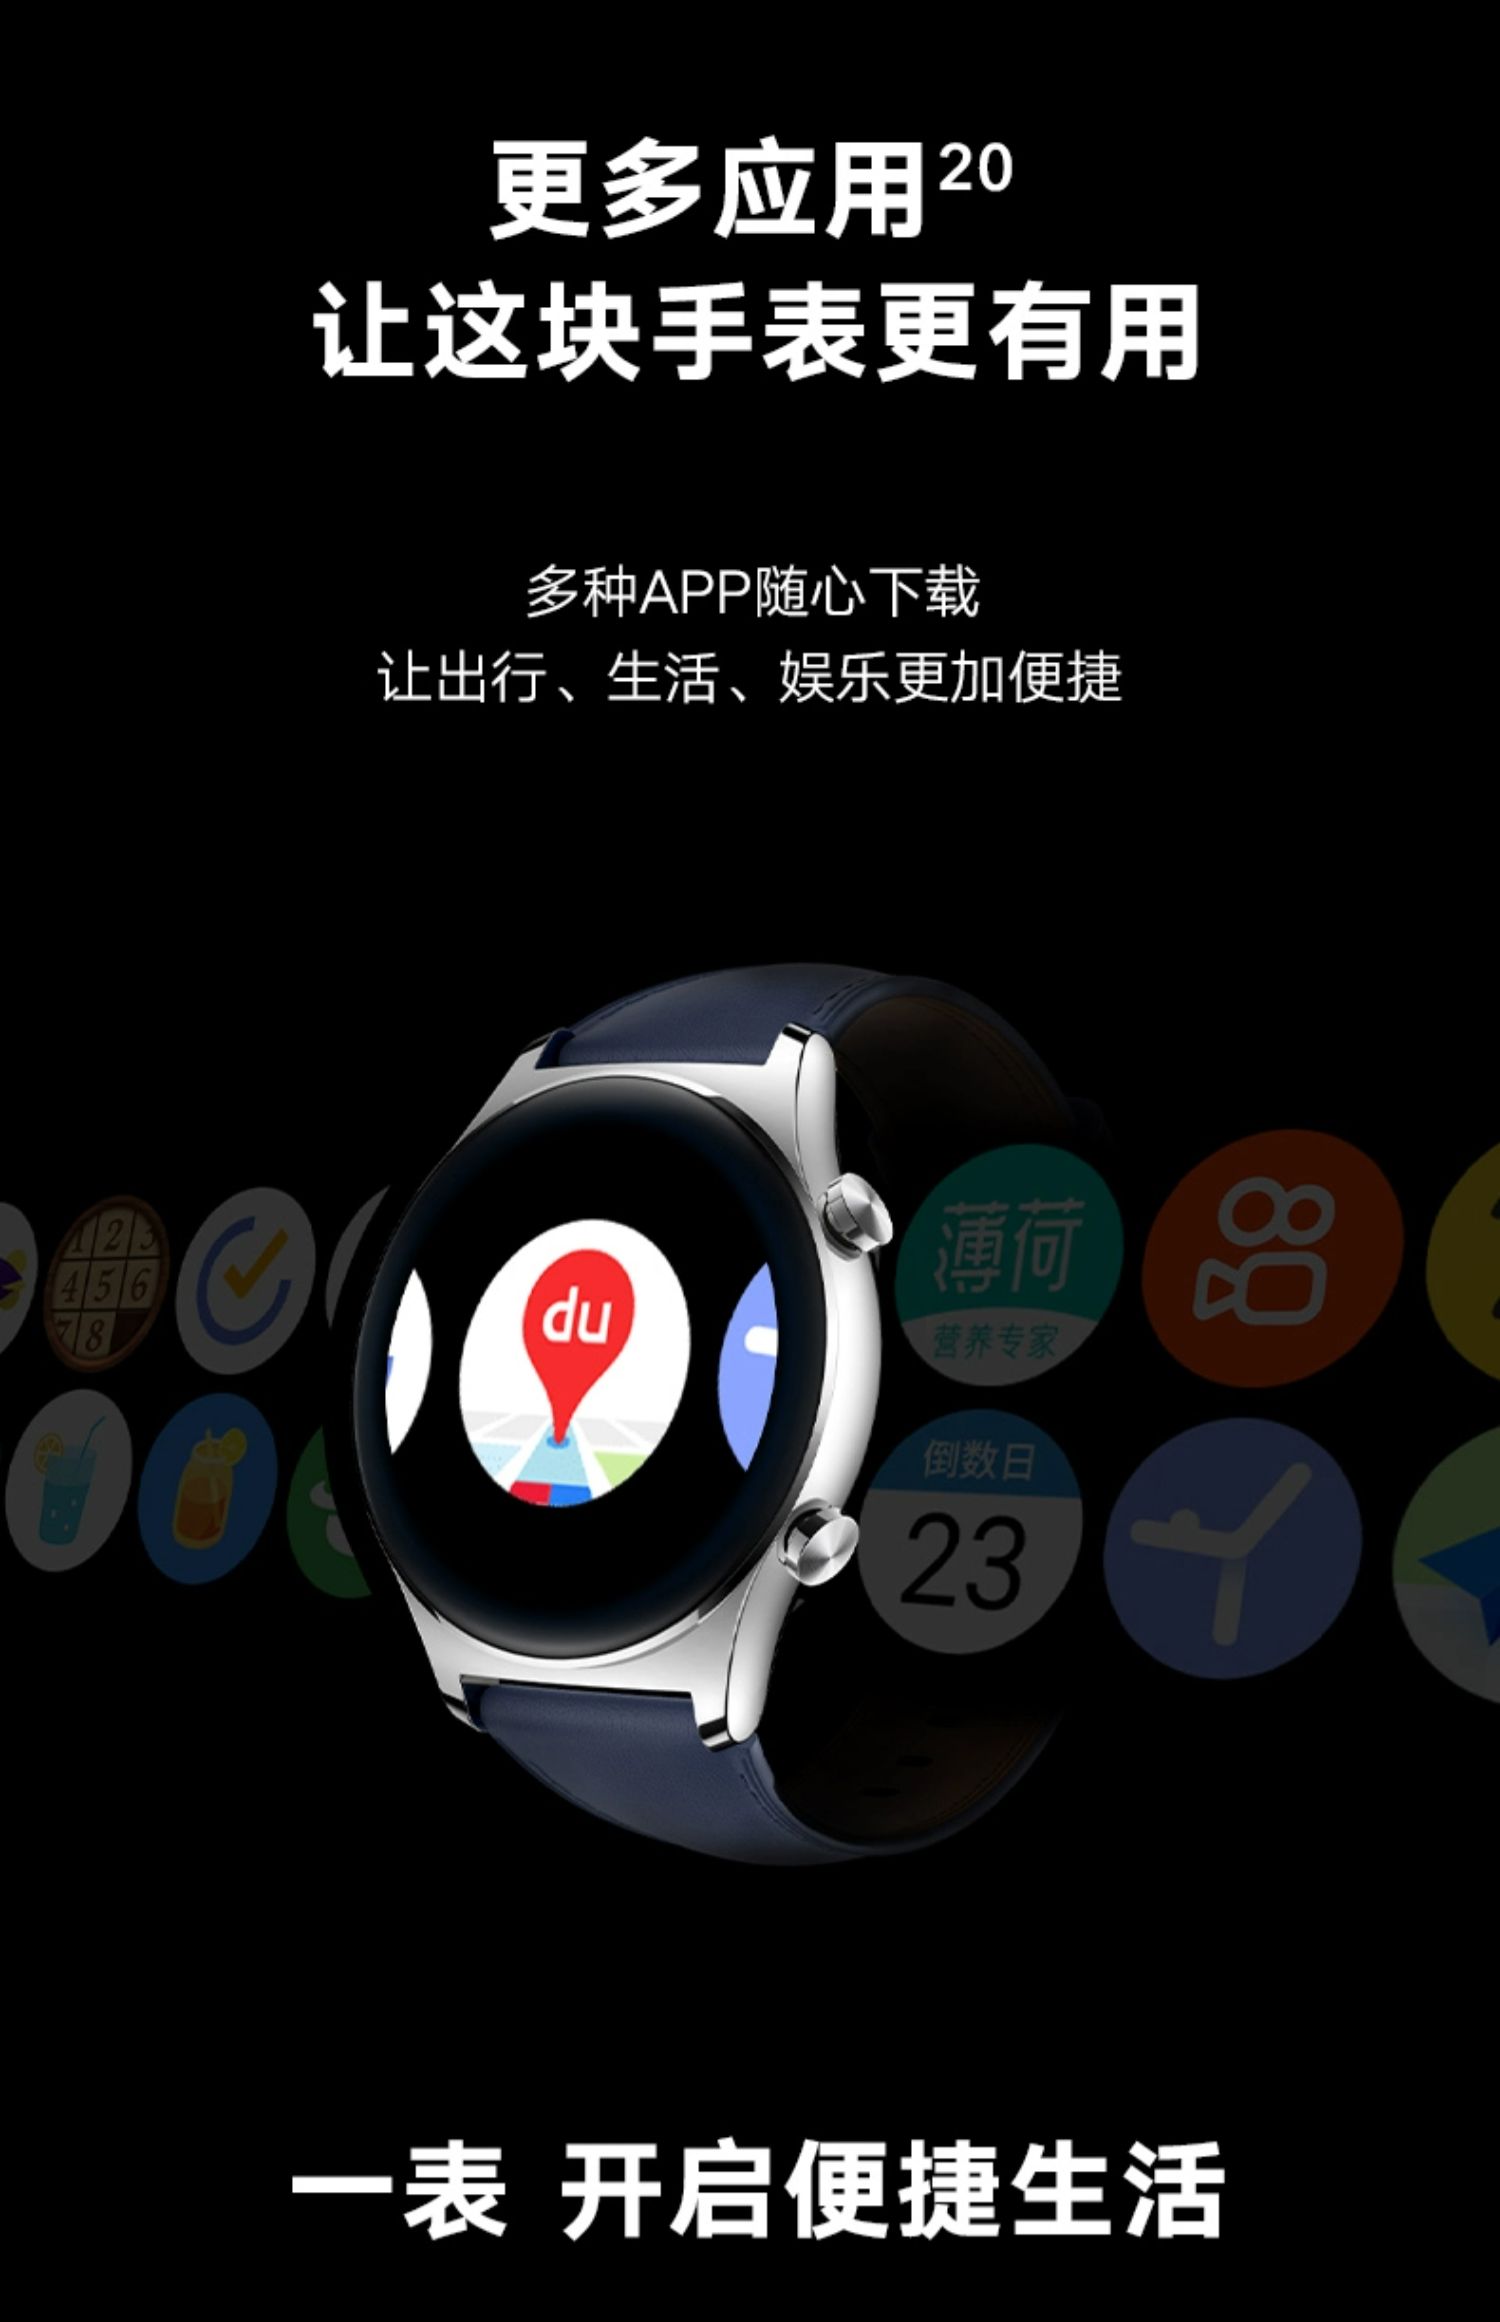 更多应用20
让这块手表更有用
多种APP随心下载
让出行、生活、娱乐更加便捷
1 2 3
4 5 6
7 8
du
薄荷
营养专家
倒数日
23
一表 开启便捷生活